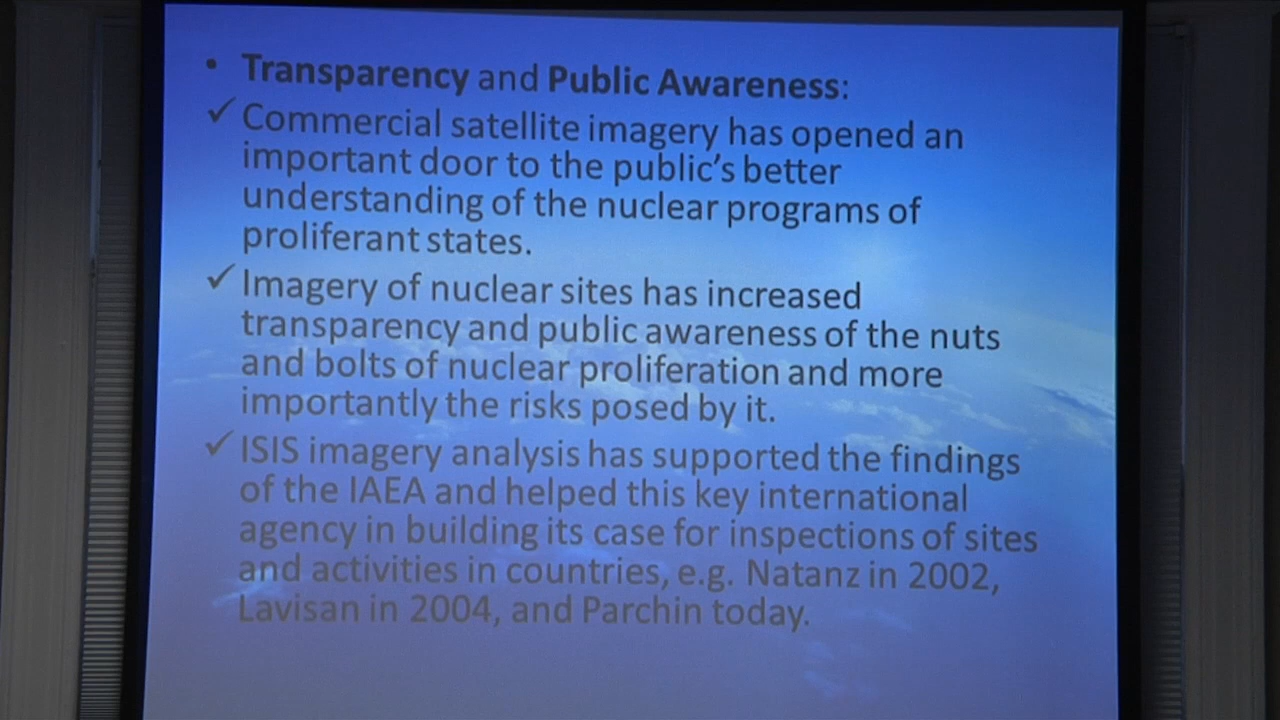 • Transparency and Public Awareness:
✓ Commercial satellite imagery has opened an
important door to the public's better
understanding of the nuclear programs of
proliferant states.
✓ Imagery of nuclear sites has increased
transparency and public awareness of the nuts
and bolts of nuclear proliferation and more
importantly the risks posed by it.
✓ ISIS imagery analysis has supported the findings
of the IAEA and helped this key international
agency in building its case for inspections of sites
and activities in countries, e.g. Natanz in 2002,
Lavisan in 2004, and Parchin today.